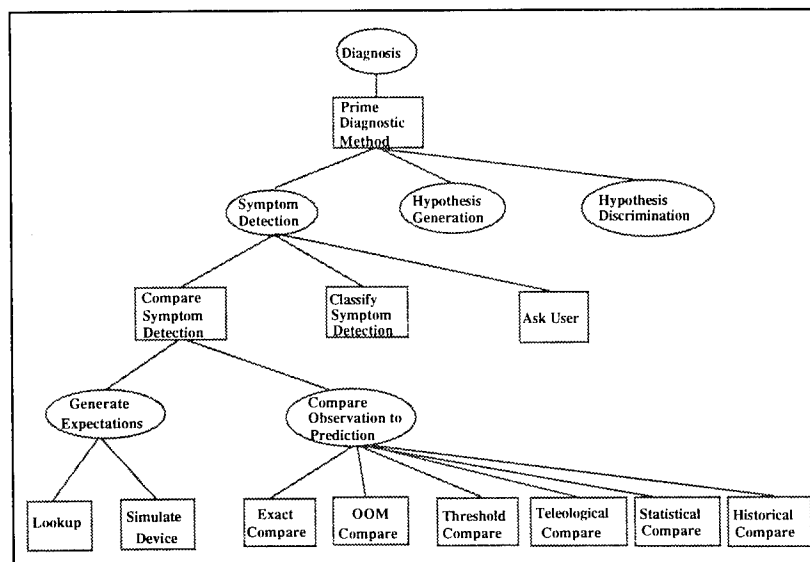 Diagnosis
Prime
Diagnostic
Method
Symptom
Detection
Hypothesis
Generation
Hypothesis
Discrimination
Compare
Symptom
Detection
Classify
Symptom
Detection
Ask User
Generate
Expectations
Compare
Observation to
Prediction
Lookup
Simulate
Device
Exact
Compare
OOM
Compare
Threshold
Compare
Teleological
Compare
Statistical
Compare
Historical
Compare